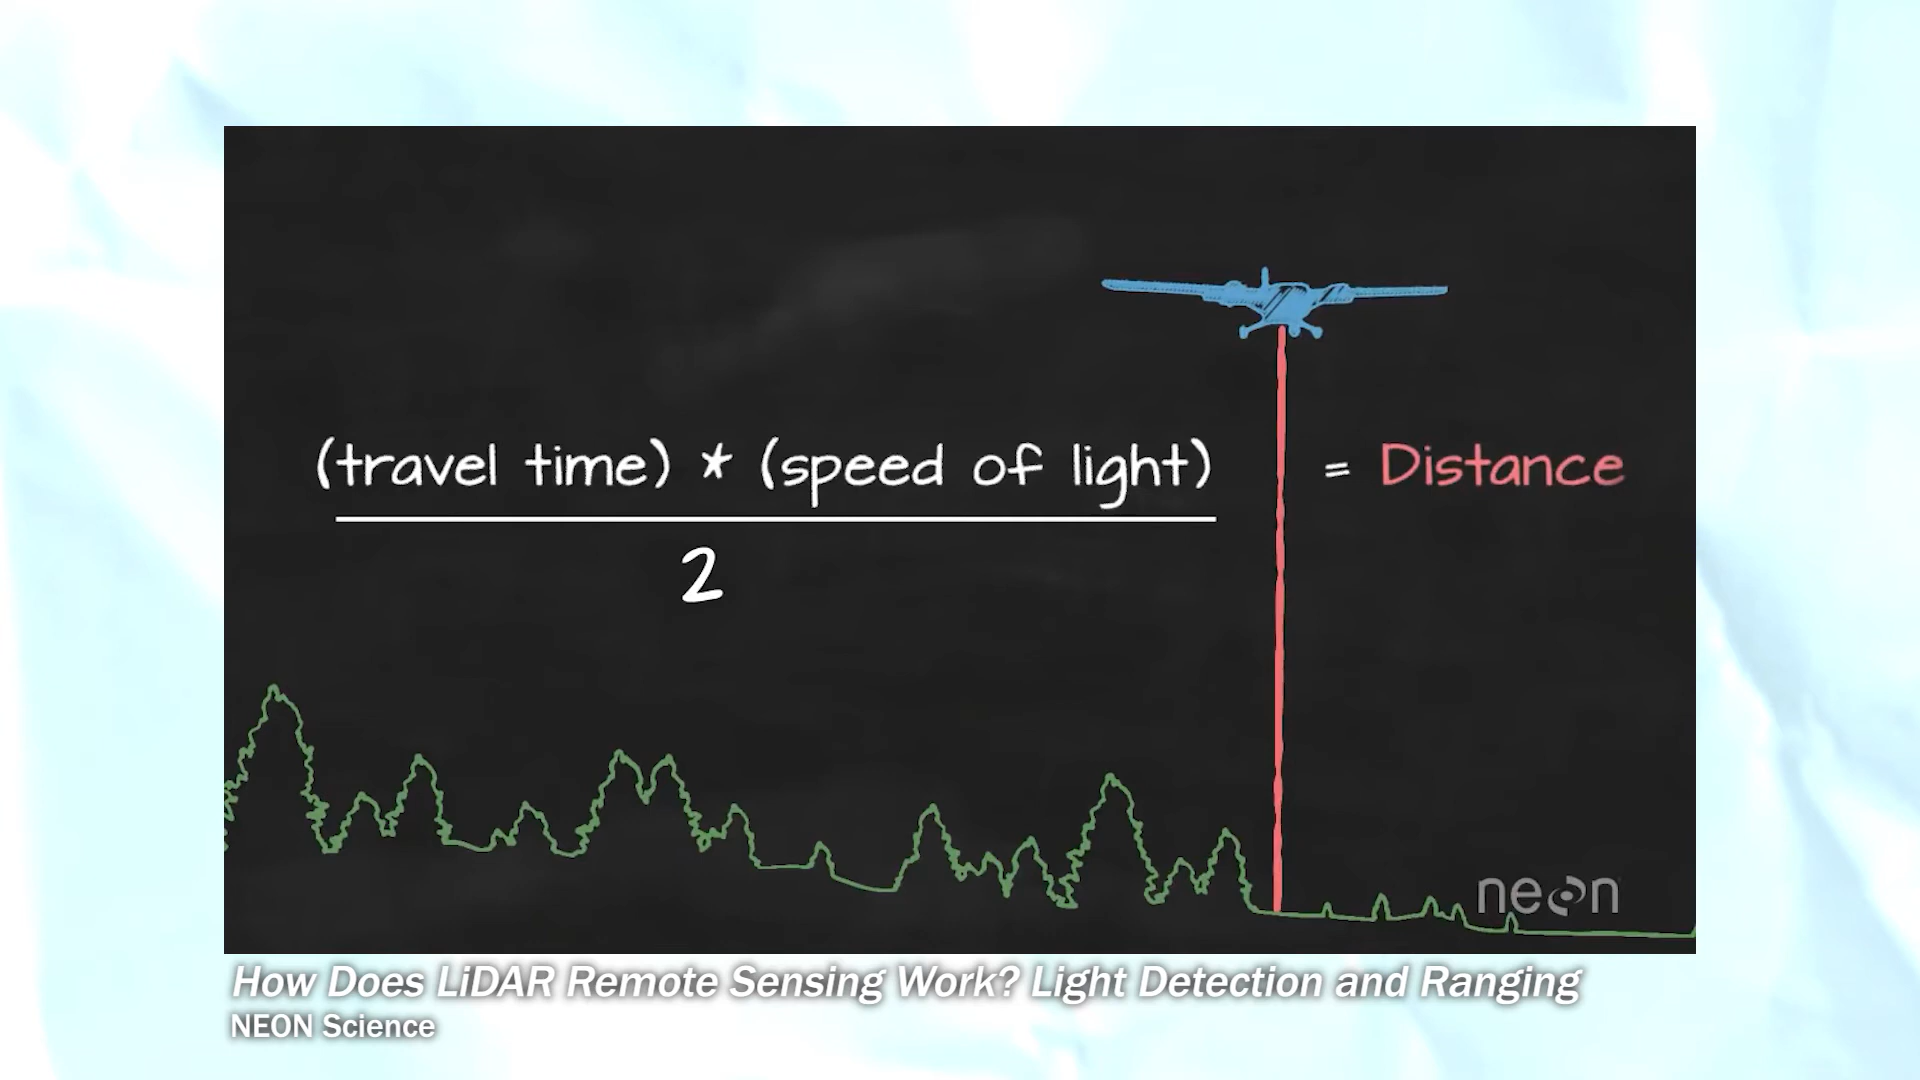 (travel time) * (speed of light) = Distance
2
neon
How Does LiDAR Remote Sensing Work? Light Detection and Ranging
NEON Science